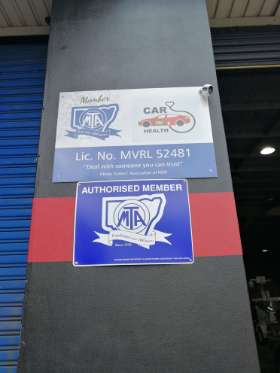 Member
MTA
CAR
HEALTH
Lic. No. MVRL 52481
"Deal with someone you can trust"
Motor Traders' Association of NSW
AUTHORISED MEMBER
MTA